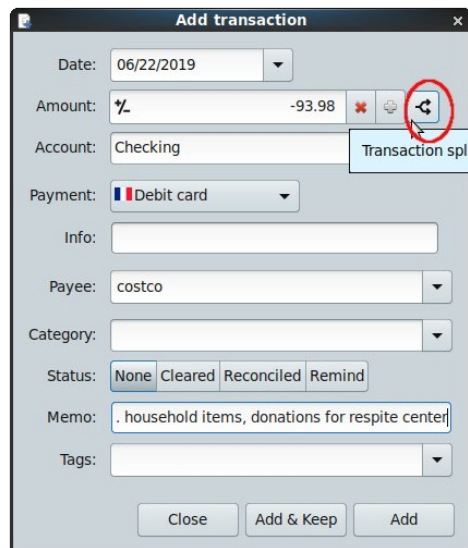 Add transaction
Date: 06/22/2019
Amount: +/- -93.98
Account: Checking
Transaction spl
Payment: Debit card
Info:
Payee: costco
Category:
Status: None Cleared Reconciled Remind
Memo: . household items, donations for respite center
Tags:
Close Add & Keep Add